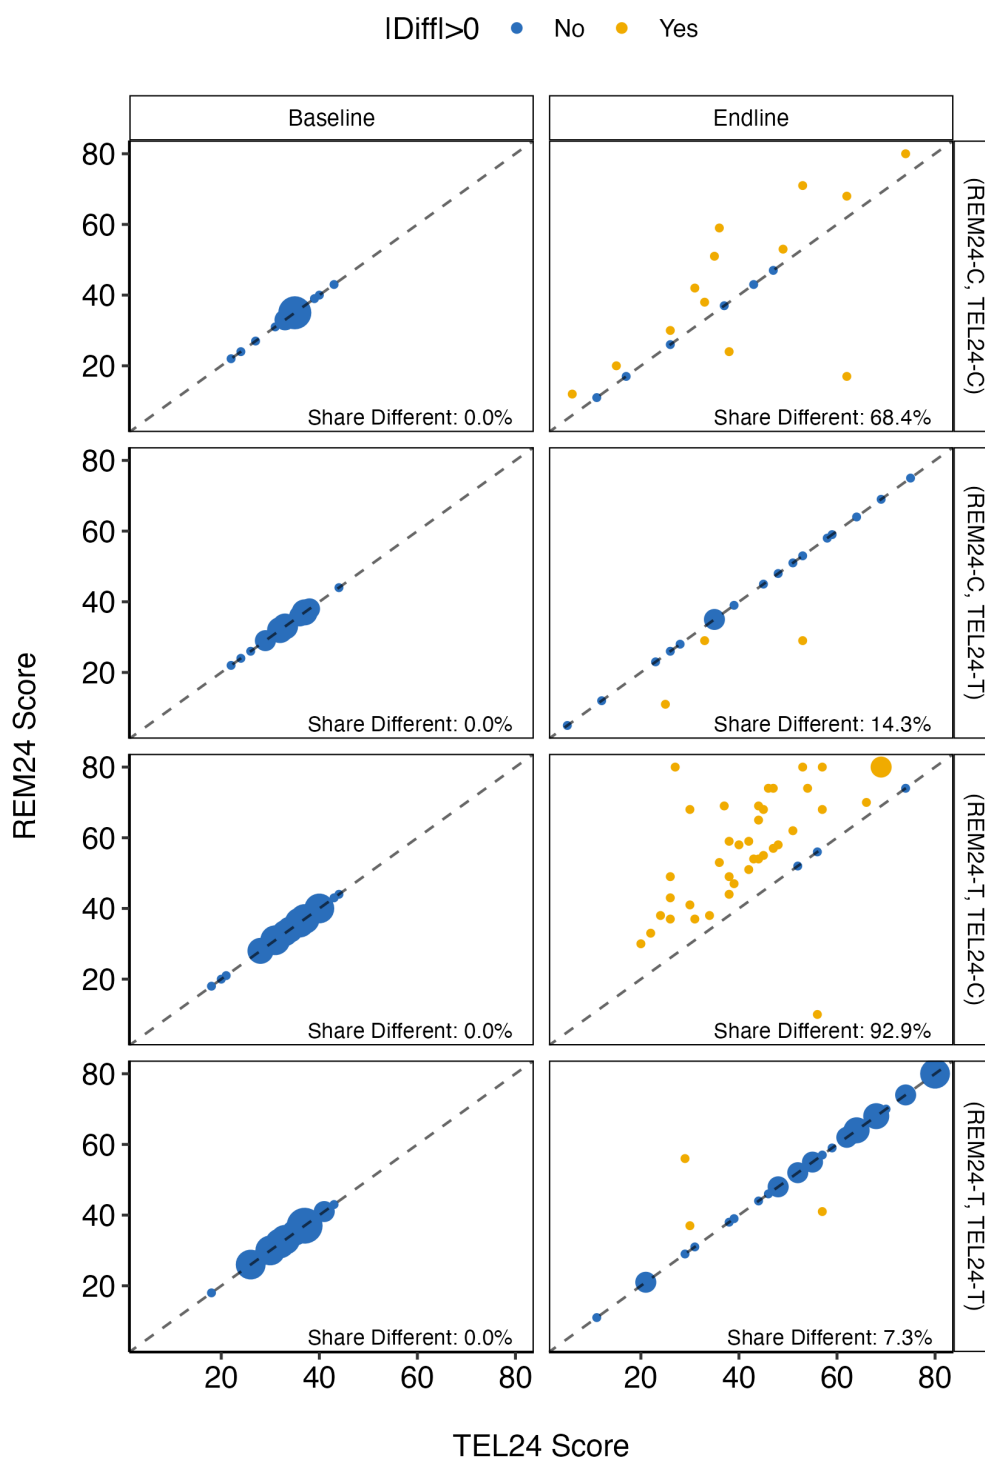 |Diff|>0 No Yes
Baseline Endline
80
60
40
20
Share Different: 0.0%
Share Different: 68.4%
(REM24-C, TEL24-C)
80
60
40
20
Share Different: 0.0%
Share Different: 14.3%
(REM24-C, TEL24-T)
80
60
40
20
Share Different: 0.0%
Share Different: 92.9%
(REM24-T, TEL24-C)
80
60
40
20
Share Different: 0.0%
Share Different: 7.3%
(REM24-T, TEL24-T)
20 40 60 80 20 40 60 80
REM24 Score
TEL24 Score